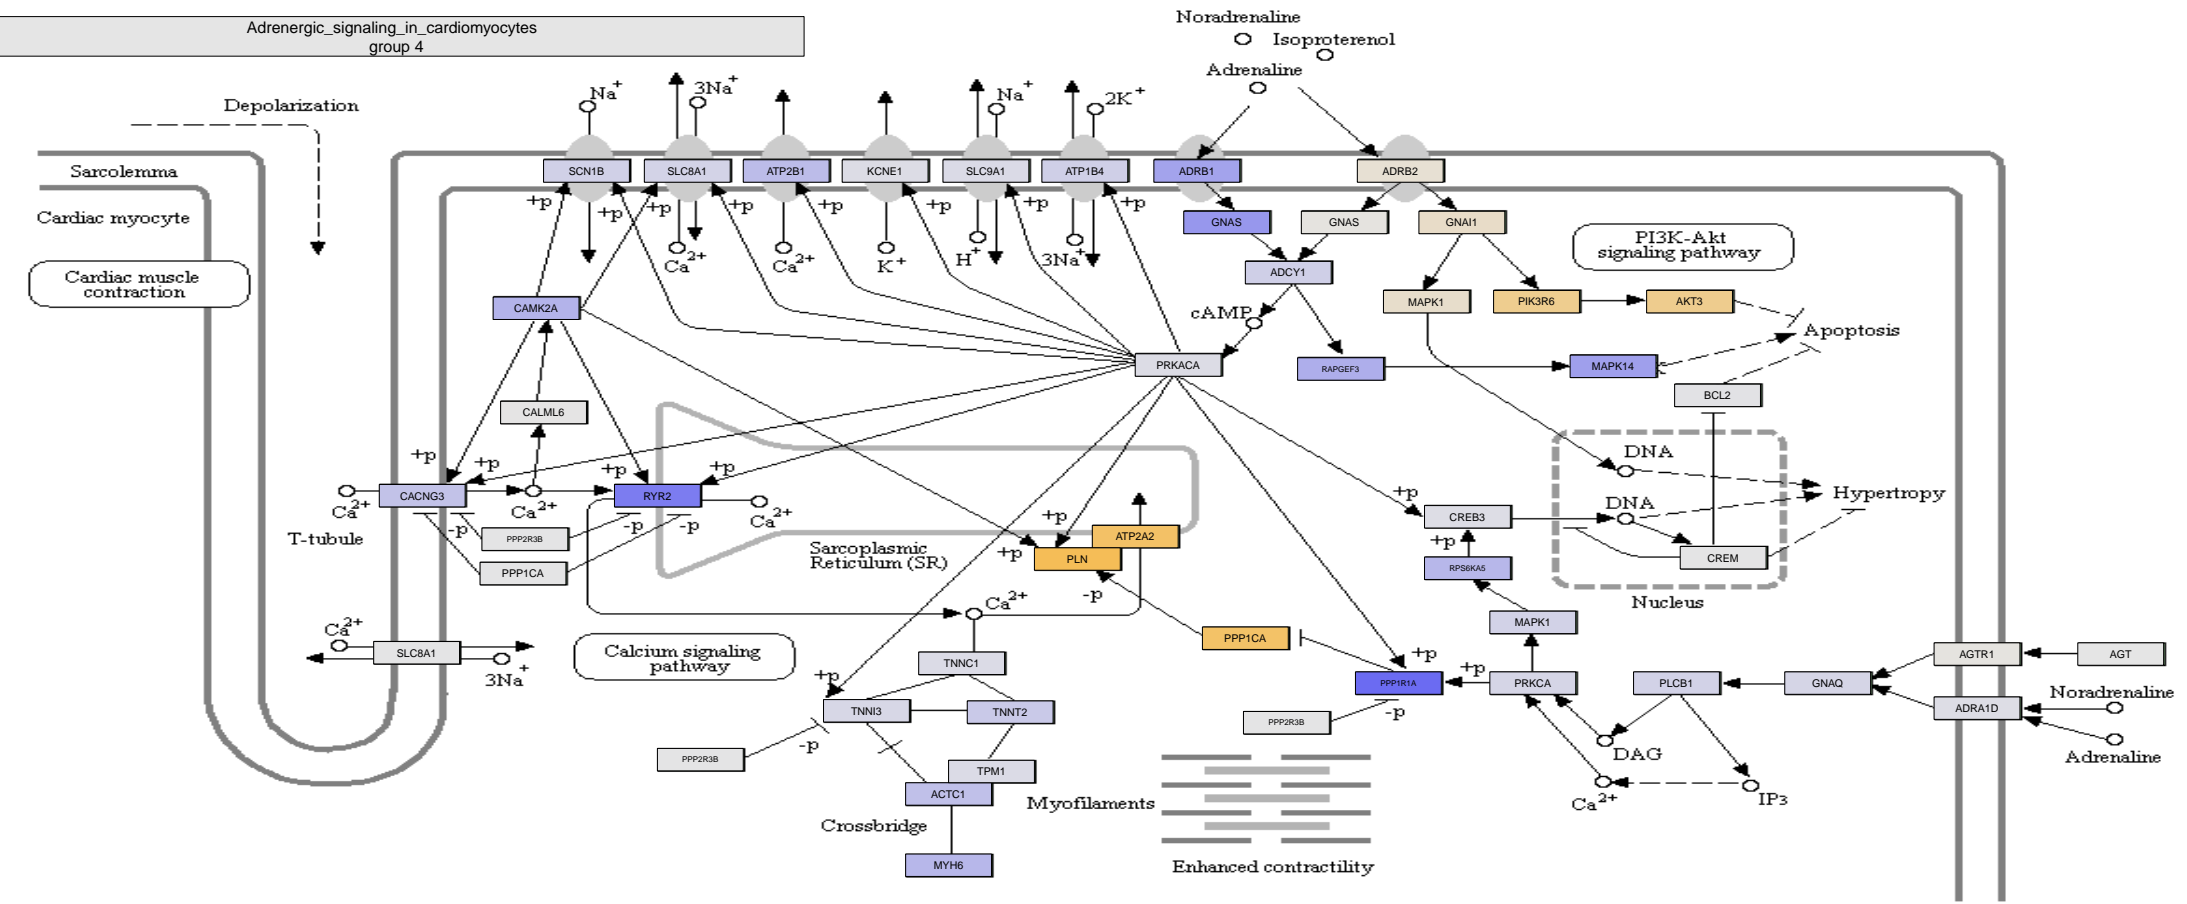 Adrenergic_signaling_in_cardiomyocytes
group 4
Noradrenaline
Isoproterenol
Adrenaline
Depolarization
Na+
3Na+
Na+
2K+
Sarcolemma
SCN1B
SLC8A1
ATP2B1
KCNE1
SLC9A1
ATP1B4
ADRB1
ADRB2
+p
+p
+p
+p
+p
+p
+p
+p
Cardiac myocyte
GNAS
GNAS
GNAI1
PI3K-Akt
signaling pathway
Ca2+
Ca2+
K+
H+
3Na+
Cardiac muscle
contraction
ADCY1
CAMK2A
MAPK1
PIK3R6
AKT3
cAMP
Apoptosis
PRKACA
RAPGEF3
MAPK14
BCL2
CALML6
+p
+p
+p
+p
DNA
CACNG3
RYR2
Ca2+
Ca2+
Ca2+
+p
Hypertropy
DNA
CREB3
T-tubule
-p
-p
-p
PPP2R3B
+p
ATP2A2
+p
Sarcoplasmic
Reticulum (SR)
+p
PLN
CREM
PPP1CA
RPS6KA5
-p
Ca2+
Nucleus
Ca2+
SLC8A1
3Na+
Calcium signaling
pathway
MAPK1
PPP1CA
TNNC1
+p
+p
+p
PPP1R1A
PRKCA
PLCB1
GNAQ
AGTR1
AGT
Noradrenaline
TNNI3
TNNT2
-p
ADRA1D
PPP2R3B
-p
PPP2R3B
DAG
Adrenaline
TPM1
ACTC1
Myofilaments
Ca2+
IP3
Crossbridge
MYH6
Enhanced contractility